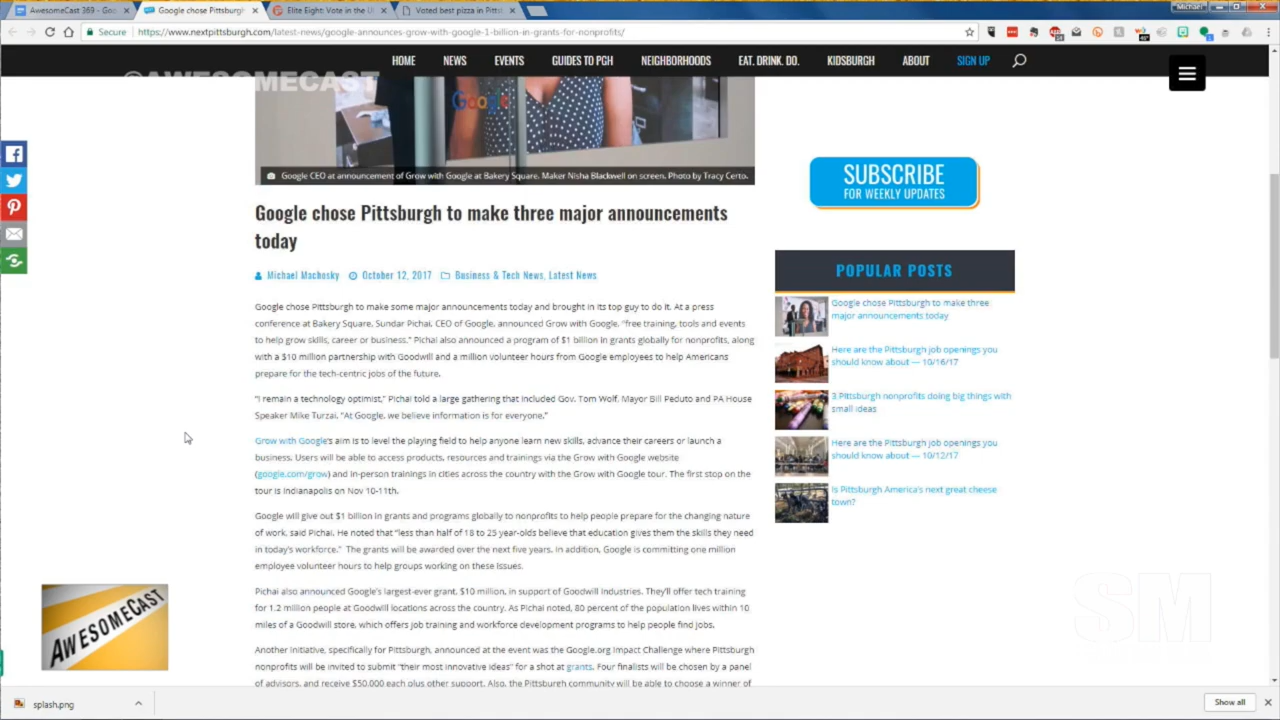 AwesomeCast 369 - Goo
Google chose Pittsburgh
Elite Eight: Vote in the Ul
Voted best pizza in Pitts
Michael
Secure
https://www.nextpittsburgh.com/latest-news/google-announces-grow-with-google-1-billion-in-grants-for-nonprofits/
@AWESOMECAST
HOME NEWS EVENTS GUIDES TO PGH NEIGHBORHOODS EAT. DRINK. DO. KIDSBURGH ABOUT SIGN UP
Google
Google CEO at announcement of Grow with Google at Bakery Square. Maker Nisha Blackwell on screen. Photo by Tracy Certo.
Google chose Pittsburgh to make three major announcements
today
Michael Machosky October 12, 2017 Business & Tech News, Latest News
Google chose Pittsburgh to make some major announcements today and brought in its top guy to do it. At a press
conference at Bakery Square, Sundar Pichai, CEO of Google, announced Grow with Google, "free training, tools and events
to help grow skills, career or business." Pichai also announced a program of $1 billion in grants globally for nonprofits, along
with a $10 million partnership with Goodwill and a million volunteer hours from Google employees to help Americans
prepare for the tech-centric jobs of the future.
"I remain a technology optimist," Pichai told a large gathering that included Gov. Tom Wolf, Mayor Bill Peduto and PA House
Speaker Mike Turzai. "At Google, we believe information is for everyone."
Grow with Google's aim is to level the playing field to help anyone learn new skills, advance their careers or launch a
business. Users will be able to access products, resources and trainings via the Grow with Google website
(google.com/grow) and in-person trainings in cities across the country with the Grow with Google tour. The first stop on the
tour is Indianapolis on Nov 10-11th.
Google will give out $1 billion in grants and programs globally to nonprofits to help people prepare for the changing nature
of work, said Pichai. He noted that "less than half of 18 to 25 year-olds believe that education gives them the skills they need
in today's workforce." The grants will be awarded over the next five years. In addition, Google is committing one million
employee volunteer hours to help groups working on these issues.
Pichai also announced Google's largest-ever grant, $10 million, in support of Goodwill Industries. They'll offer tech training
for 1.2 million people at Goodwill locations across the country. As Pichai noted, 80 percent of the population lives within 10
miles of a Goodwill store, which offers job training and workforce development programs to help people find jobs.
Another initiative, specifically for Pittsburgh, announced at the event was the Google.org Impact Challenge where Pittsburgh
nonprofits will be invited to submit "their most innovative ideas" for a shot at grants. Four finalists will be chosen by a panel
of advisors, and receive $50,000 each plus other support. Also, the Pittsburgh community will be able to choose a winner of
SUBSCRIBE
FOR WEEKLY UPDATES
POPULAR POSTS
Google chose Pittsburgh to make three
major announcements today
Here are the Pittsburgh job openings you
should know about — 10/16/17
3 Pittsburgh nonprofits doing big things with
small ideas
Here are the Pittsburgh job openings you
should know about — 10/12/17
Is Pittsburgh America's next great cheese
town?
AWESOMECAST
SM
splash.png
Show all